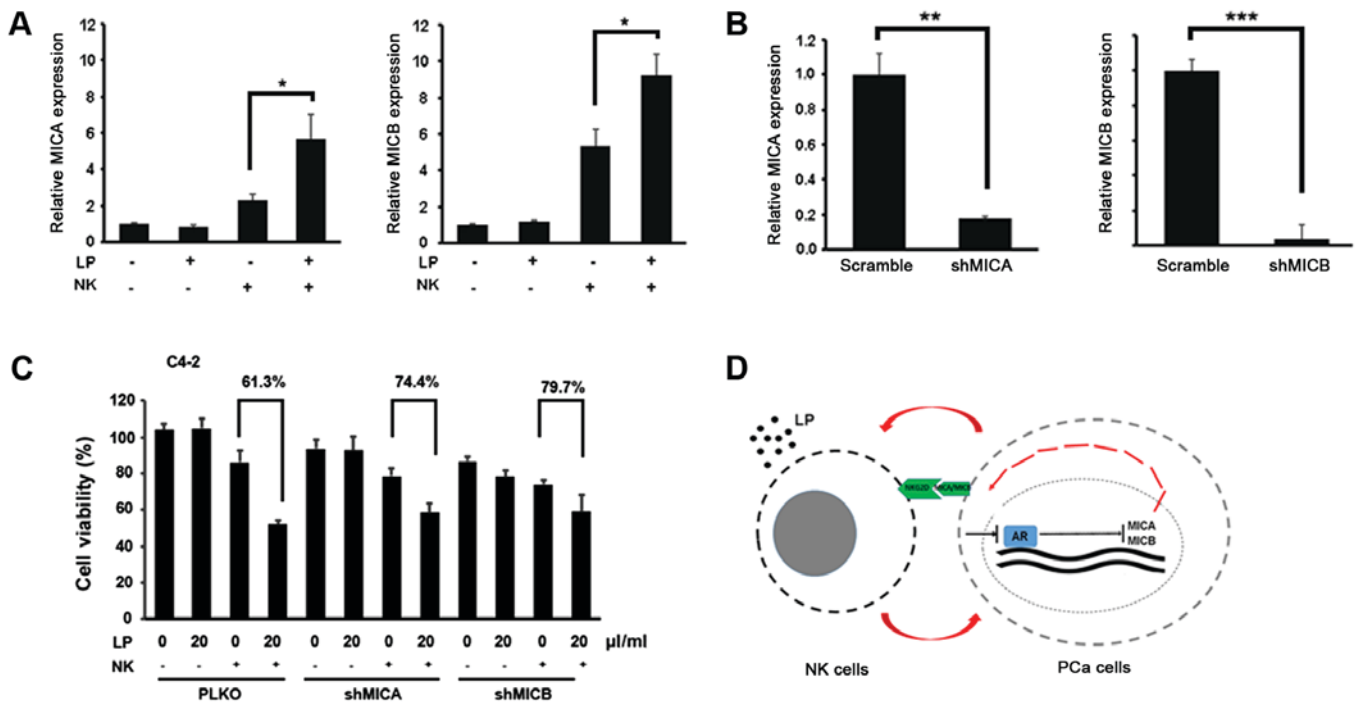 A
Relative MICA expression
12
10
8
6
4
2
0
*
LP - + - +
NK - - + +
Relative MICB expression
12
10
8
6
4
2
0
*
- + - +
- - + +
B
Relative MICA expression
1.2
1.0
0.8
0.6
0.4
0.2
0.0
**
Scramble shMICA
Relative MICB expression
***
Scramble shMICB
C
C4-2
Cell viability (%)
120
100
80
60
40
20
0
61.3% 74.4% 79.7%
LP 0 20 0 20 0 20 0 20 0 20 0 20 µl/ml
NK - - + + - - + + - - + +
PLKO shMICA shMICB
D
LP
NKG2D MICA/MICB
AR
MICA
MICB
NK cells PCa cells